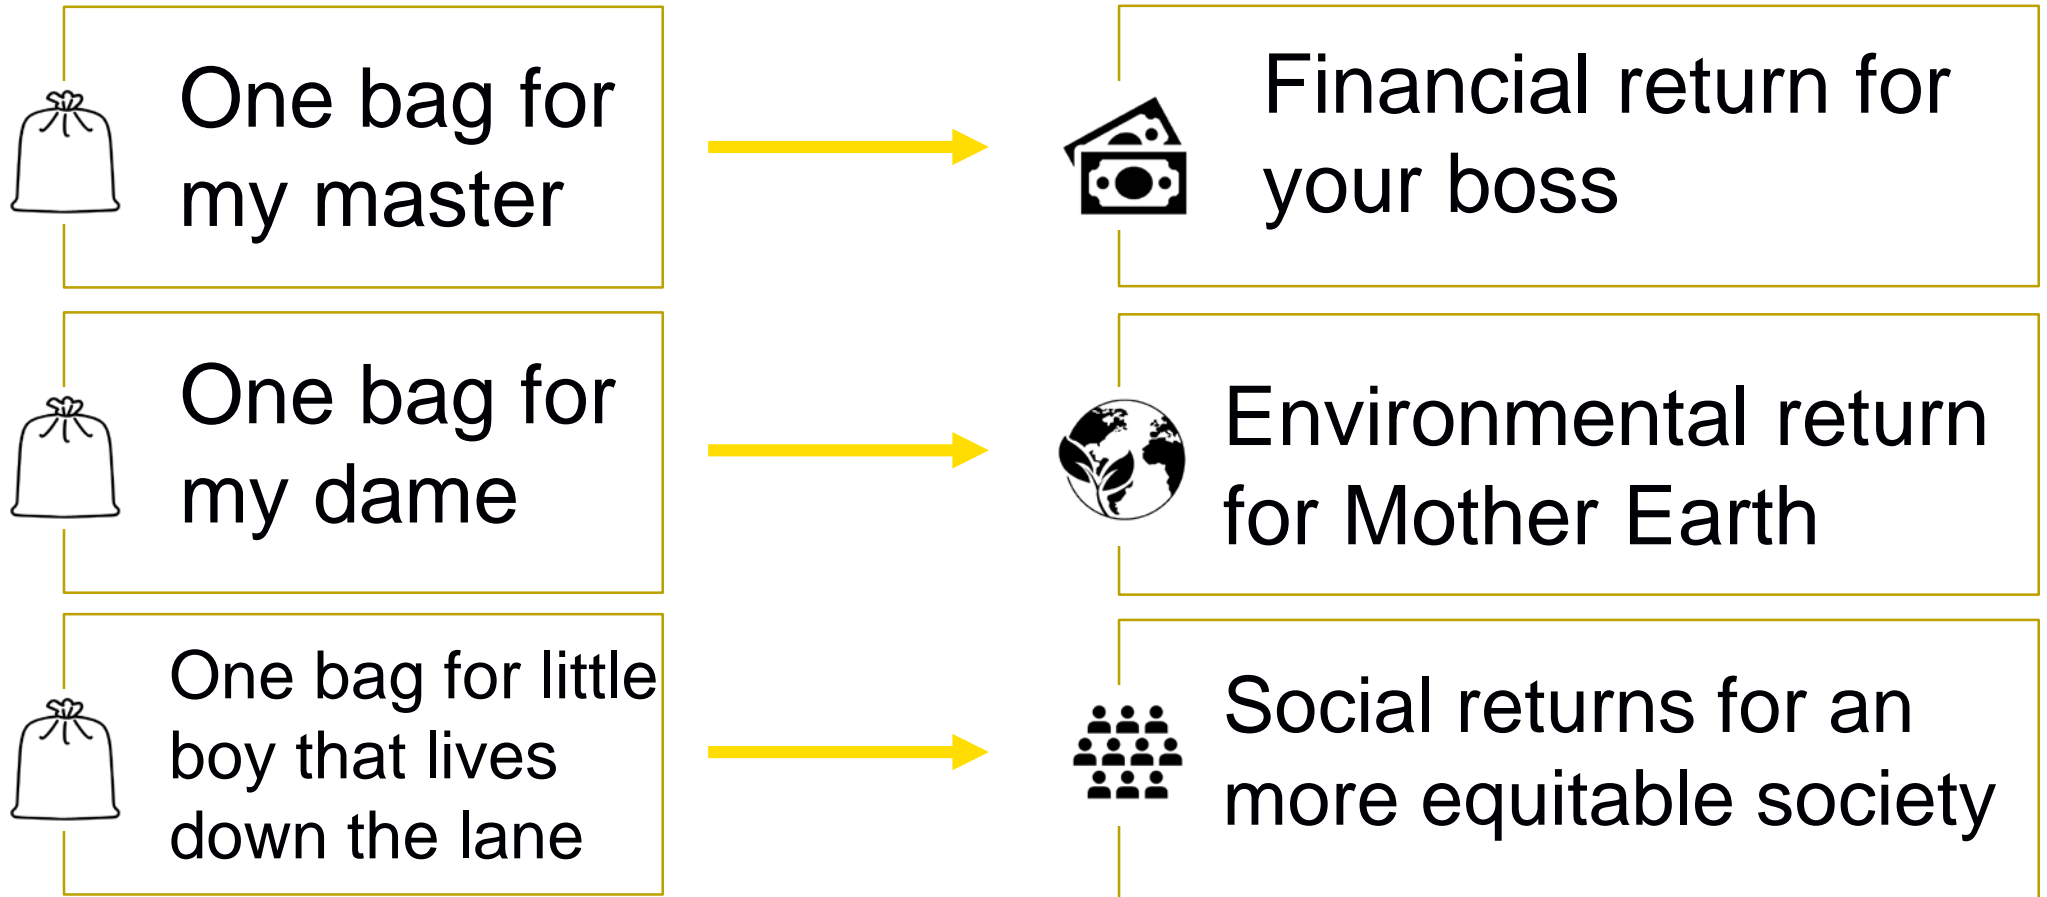 One bag for
my master
Financial return for
your boss
One bag for
my dame
Environmental return
for Mother Earth
One bag for little
boy that lives
down the lane
Social returns for an
more equitable society